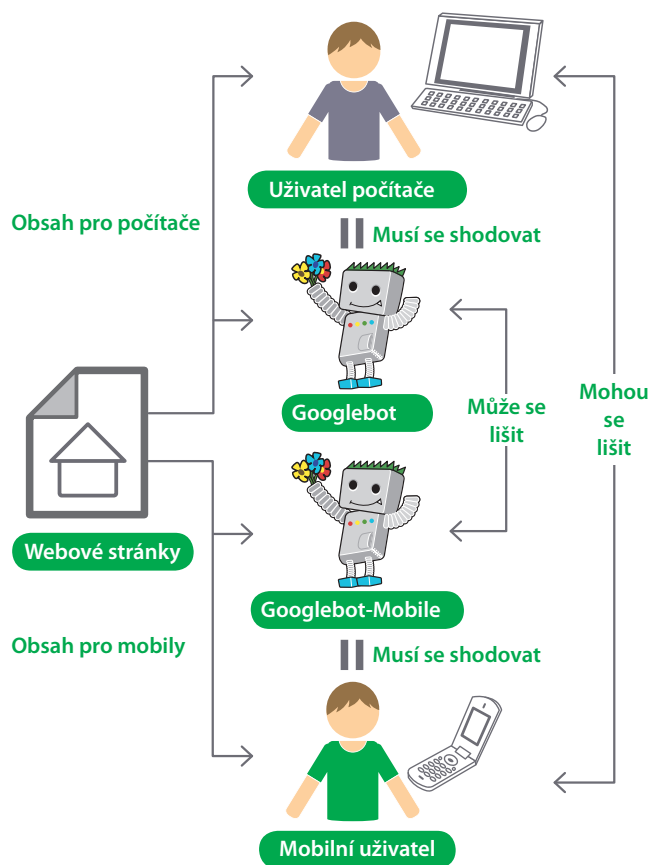 Uživatel počítače
Obsah pro počítače
Musí se shodovat
Googlebot
Může se
lišit
Mohou
se
lišit
Webové stránky
Googlebot-Mobile
Obsah pro mobily
Musí se shodovat
Mobilní uživatel